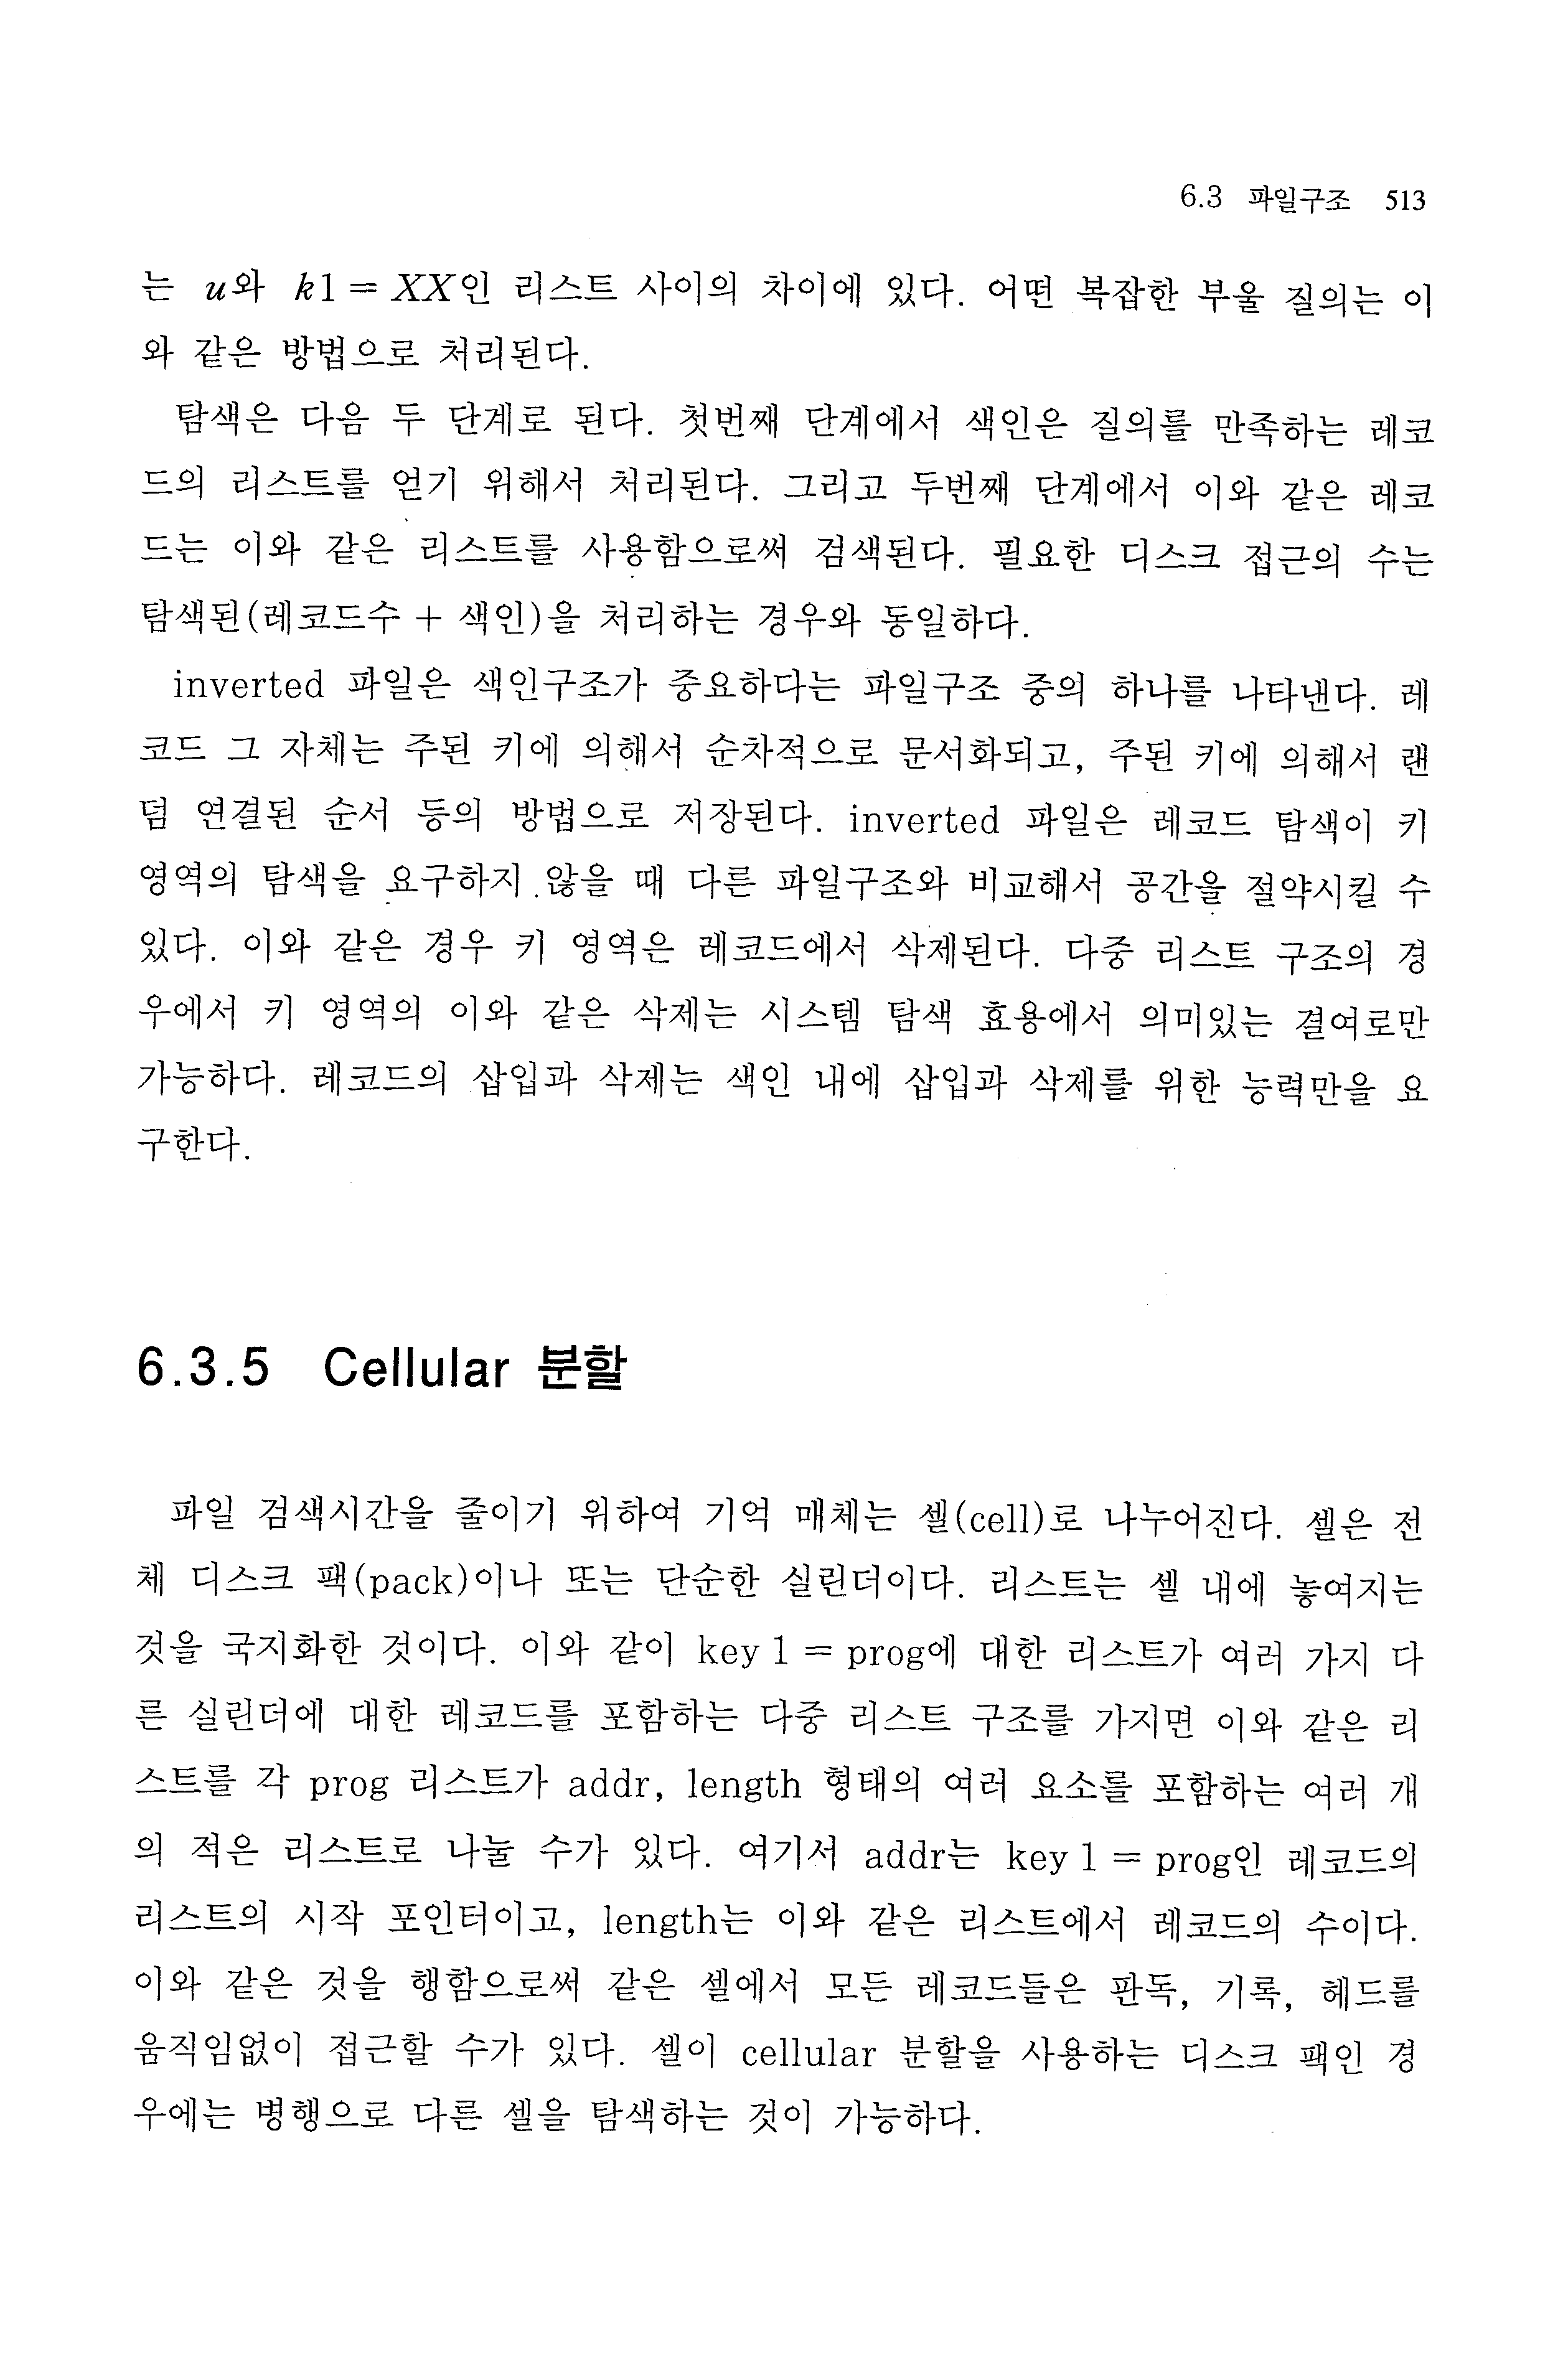 6.3 파일구조 513
는 u와 k1 = XX인 리스트 사이의 차이에 있다. 어떤 복잡한 부울 질의는 이
와 같은 방법으로 처리된다.
탐색은 다음 두 단계로 된다. 첫번째 단계에서 색인은 질의를 만족하는 레코
드의 리스트를 얻기 위해서 처리된다. 그리고 두번째 단계에서 이와 같은 레코
드는 이와 같은 리스트를 사용함으로써 검색된다. 필요한 디스크 접근의 수는
탐색된(레코드수 + 색인)을 처리하는 경우와 동일하다.
inverted 파일은 색인구조가 중요하다는 파일구조 중의 하나를 나타낸다. 레
코드 그 자체는 주된 키에 의해서 순차적으로 문서화되고, 주된 키에 의해서 랜
덤 연결된 순서 등의 방법으로 저장된다. inverted 파일은 레코드 탐색이 키
영역의 탐색을 요구하지 않을 때 다른 파일구조와 비교해서 공간을 절약시킬 수
있다. 이와 같은 경우 키 영역은 레코드에서 삭제된다. 다중 리스트 구조의 경
우에서 키 영역의 이와 같은 삭제는 시스템 탐색 효용에서 의미있는 결여로만
가능하다. 레코드의 삽입과 삭제는 색인 내에 삽입과 삭제를 위한 능력만을 요
구한다.
6.3.5 Cellular 분할
파일 검색시간을 줄이기 위하여 기억 매체는 셀(cell)로 나누어진다. 셀은 전
체 디스크 팩(pack)이나 또는 단순한 실린더이다. 리스트는 셀 내에 놓여지는
것을 국지화한 것이다. 이와 같이 key 1 = prog에 대한 리스트가 여러 가지 다
른 실린더에 대한 레코드를 포함하는 다중 리스트 구조를 가지면 이와 같은 리
스트를 각 prog 리스트가 addr, length 형태의 여러 요소를 포함하는 여러 개
의 적은 리스트로 나눌 수가 있다. 여기서 addr는 key 1 = prog인 레코드의
리스트의 시작 포인터이고, length는 이와 같은 리스트에서 레코드의 수이다.
이와 같은 것을 행함으로써 같은 셀에서 모든 레코드들은 판독, 기록, 헤드를
움직임없이 접근할 수가 있다. 셀이 cellular 분할을 사용하는 디스크 팩인 경
우에는 병행으로 다른 셀을 탐색하는 것이 가능하다.